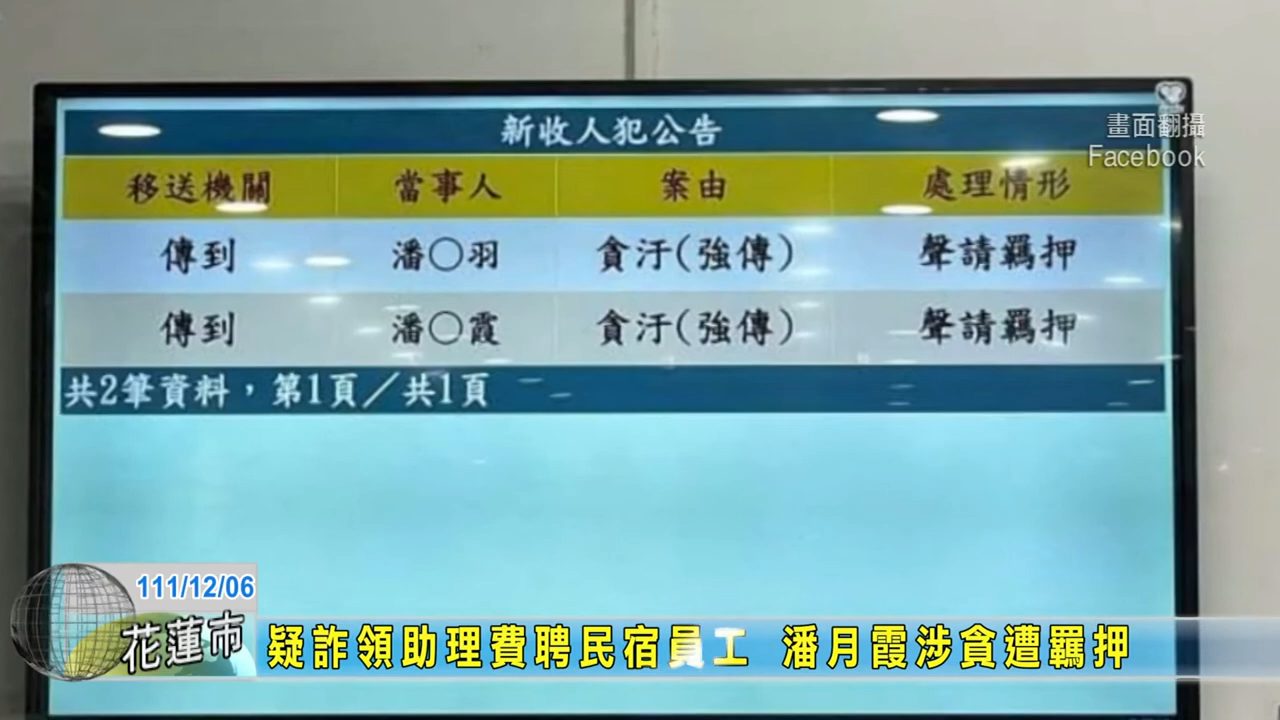 新收人犯公告
畫面翻攝
Facebook
移送機關 當事人 案由 處理情形
傳到 潘○羽 貪汙(強傳) 聲請羈押
傳到 潘○霞 貪汙(強傳) 聲請羈押
共2筆資料，第1頁／共1頁
111/12/06
花蓮市
疑詐領助理費聘民宿員工 潘月霞涉貪遭羈押